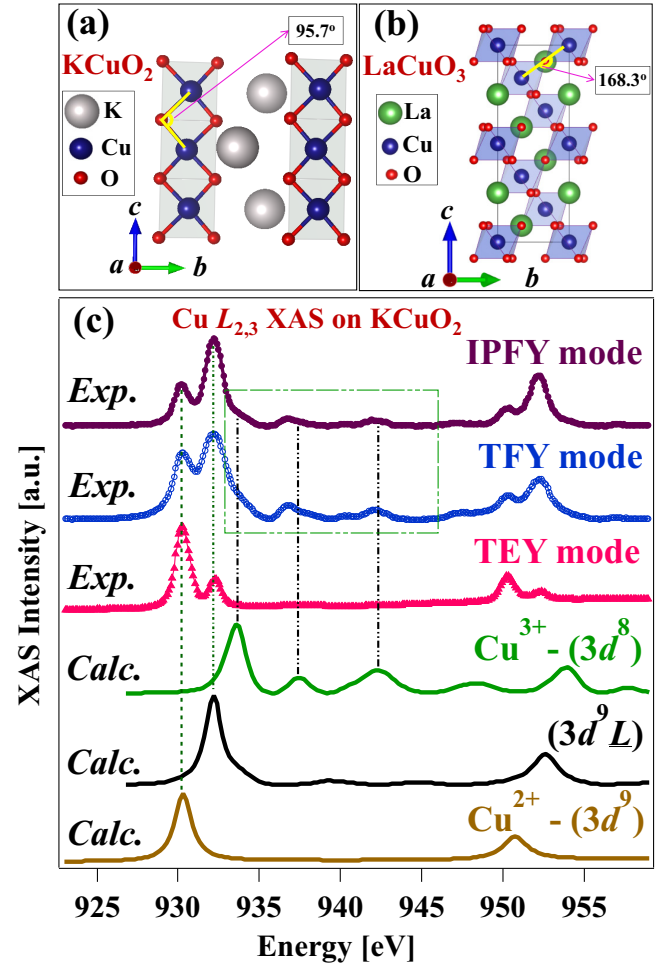 (a)
95.7°
KCuO₂
K
Cu
O
c
a
b
(b)
LaCuO₃
168.3°
La
Cu
O
c
a
b
(c)
Cu L₂,₃ XAS on KCuO₂
IPFY mode
Exp.
TFY mode
Exp.
TEY mode
Exp.
Cu³⁺ - (3d⁸)
Calc.
(3d⁹L̲)
Calc.
Cu²⁺ - (3d⁹)
Calc.
XAS Intensity [a.u.]
925 930 935 940 945 950 955
Energy [eV]